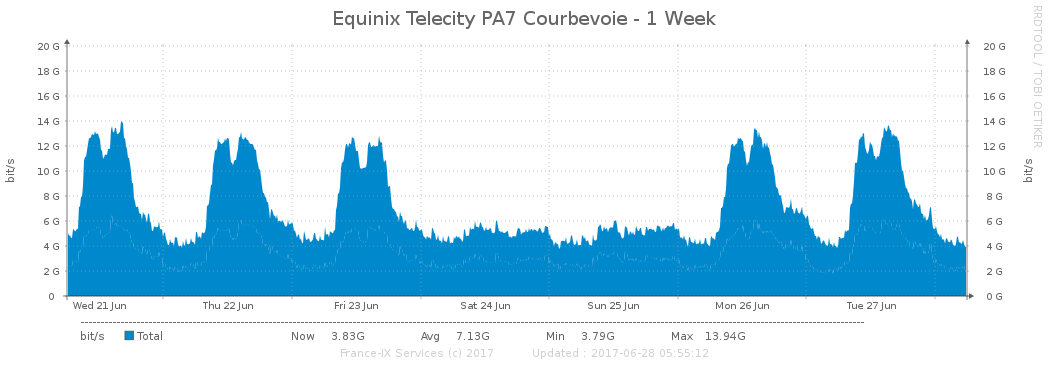 Equinix Telecity PA7 Courbevoie - 1 Week
RRDTOOL / TOBI OETIKER
20 G 20 G
18 G 18 G
16 G 16 G
14 G 14 G
12 G 12 G
10 G 10 G
8 G 8 G
6 G 6 G
4 G 4 G
2 G 2 G
0 0 G
bit/s
bit/s
Wed 21 Jun Thu 22 Jun Fri 23 Jun Sat 24 Jun Sun 25 Jun Mon 26 Jun Tue 27 Jun
bit/s Total Now 3.83G Avg 7.13G Min 3.79G Max 13.94G
France-IX Services (c) 2017 Updated : 2017-06-28 05:55:12